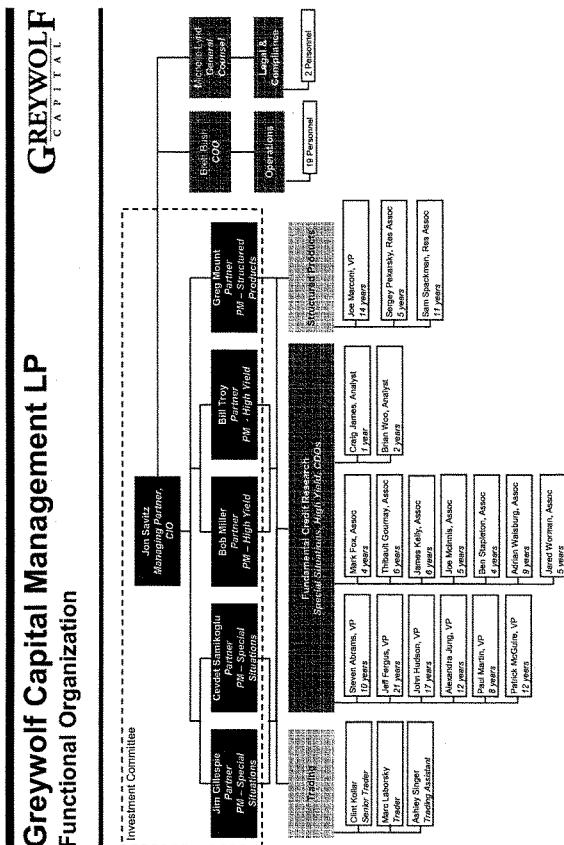 Greywolf Capital Management LP
Functional Organization
GREYWOLF
CAPITAL
Investment Committee
Jon Savitz
Managing Partner,
CIO
Michelle Lynd
General
Counsel
Legal &
Compliance
2 Personnel
Brett Bush
COO
Operations
19 Personnel
Jim Gillespie
Partner
PM – Special
Situations
Cevdet Samikoglu
Partner
PM – Special
Situations
Bob Miller
Partner
PM – High Yield
Bill Troy
Partner
PM - High Yield
Greg Mount
Partner
PM – Structured
Products
Trading
Clint Kollar
Senior Trader
Marc Laborsky
Trader
Ashley Singer
Trading Assistant
Fundamental Credit Research
Special Situations, High Yield, CDOs
Steven Abrams, VP
10 years
Jeff Fergus, VP
21 years
John Hudson, VP
17 years
Alexandra Jung, VP
12 years
Paul Martin, VP
8 years
Patrick McGuire, VP
12 years
Mark Fox, Assoc
4 years
Thibault Gournay, Assoc
6 years
James Kelly, Assoc
6 years
Joe McInnis, Assoc
5 years
Ben Stapleton, Assoc
4 years
Adrian Walsburg, Assoc
9 years
Jared Worman, Assoc
5 years
Craig James, Analyst
1 year
Brian Woo, Analyst
2 years
Structured Products
Joe Marconi, VP
14 years
Sergey Pekarsky, Res Assoc
5 years
Sam Spackman, Res Assoc
11 years